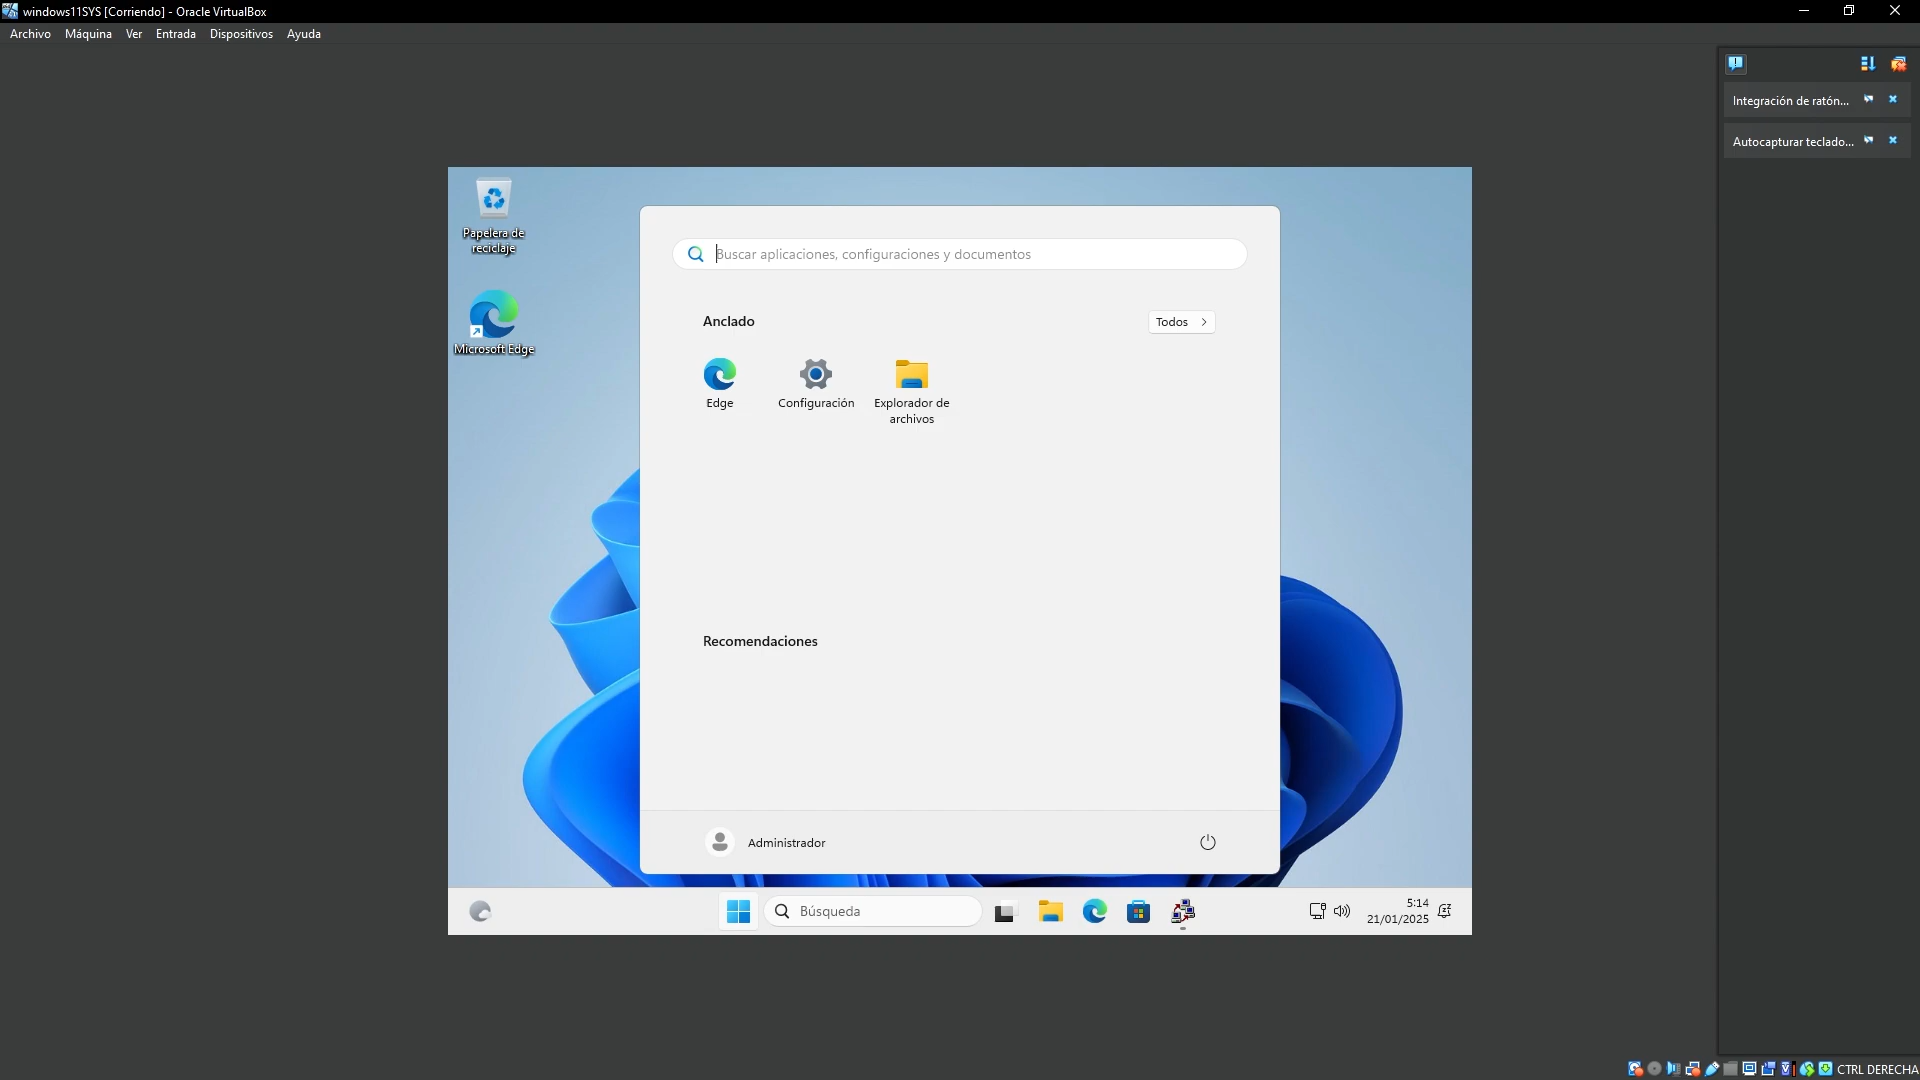 windows11SYS [Corriendo] - Oracle VirtualBox
Archivo Máquina Ver Entrada Dispositivos Ayuda
Integración de ratón...
Autocapturar teclado...
Papelera de
reciclaje
Microsoft Edge
Buscar aplicaciones, configuraciones y documentos
Anclado
Todos
Edge
Configuración
Explorador de
archivos
Recomendaciones
Administrador
Búsqueda
5:14
21/01/2025
CTRL DERECHA